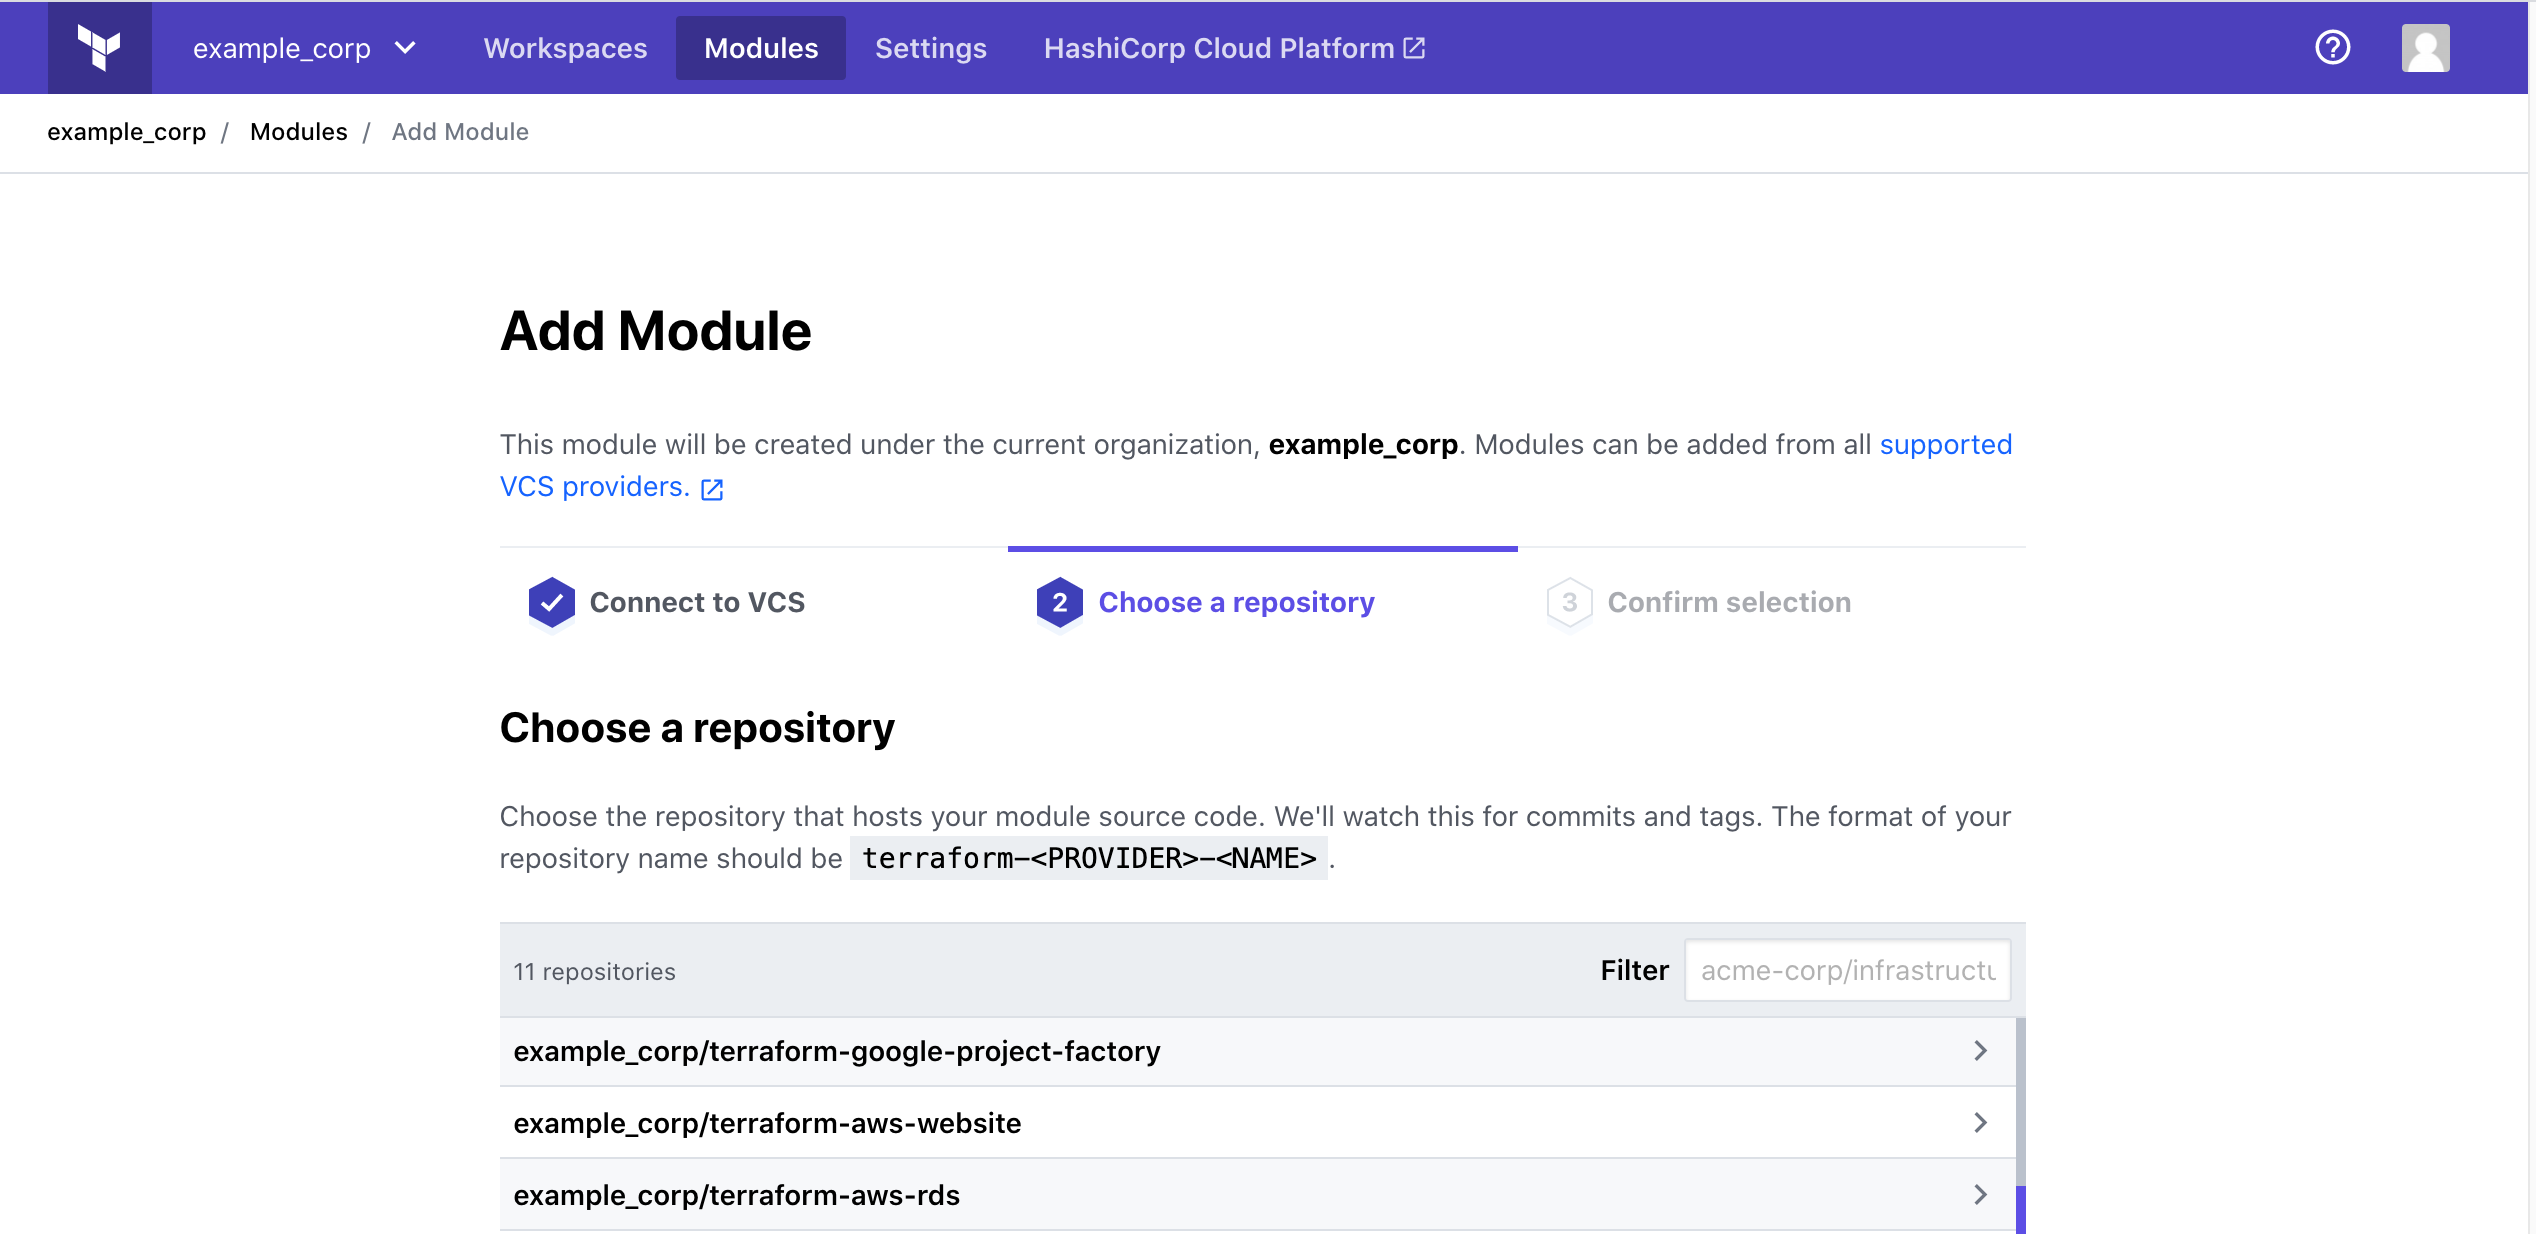 example_corp Workspaces Modules Settings HashiCorp Cloud Platform
example_corp / Modules / Add Module
Add Module
This module will be created under the current organization, example_corp. Modules can be added from all supported
VCS providers.
Connect to VCS 2 Choose a repository 3 Confirm selection
Choose a repository
Choose the repository that hosts your module source code. We'll watch this for commits and tags. The format of your
repository name should be terraform-<PROVIDER>-<NAME>.
11 repositories Filter acme-corp/infrastructu
example_corp/terraform-google-project-factory
example_corp/terraform-aws-website
example_corp/terraform-aws-rds